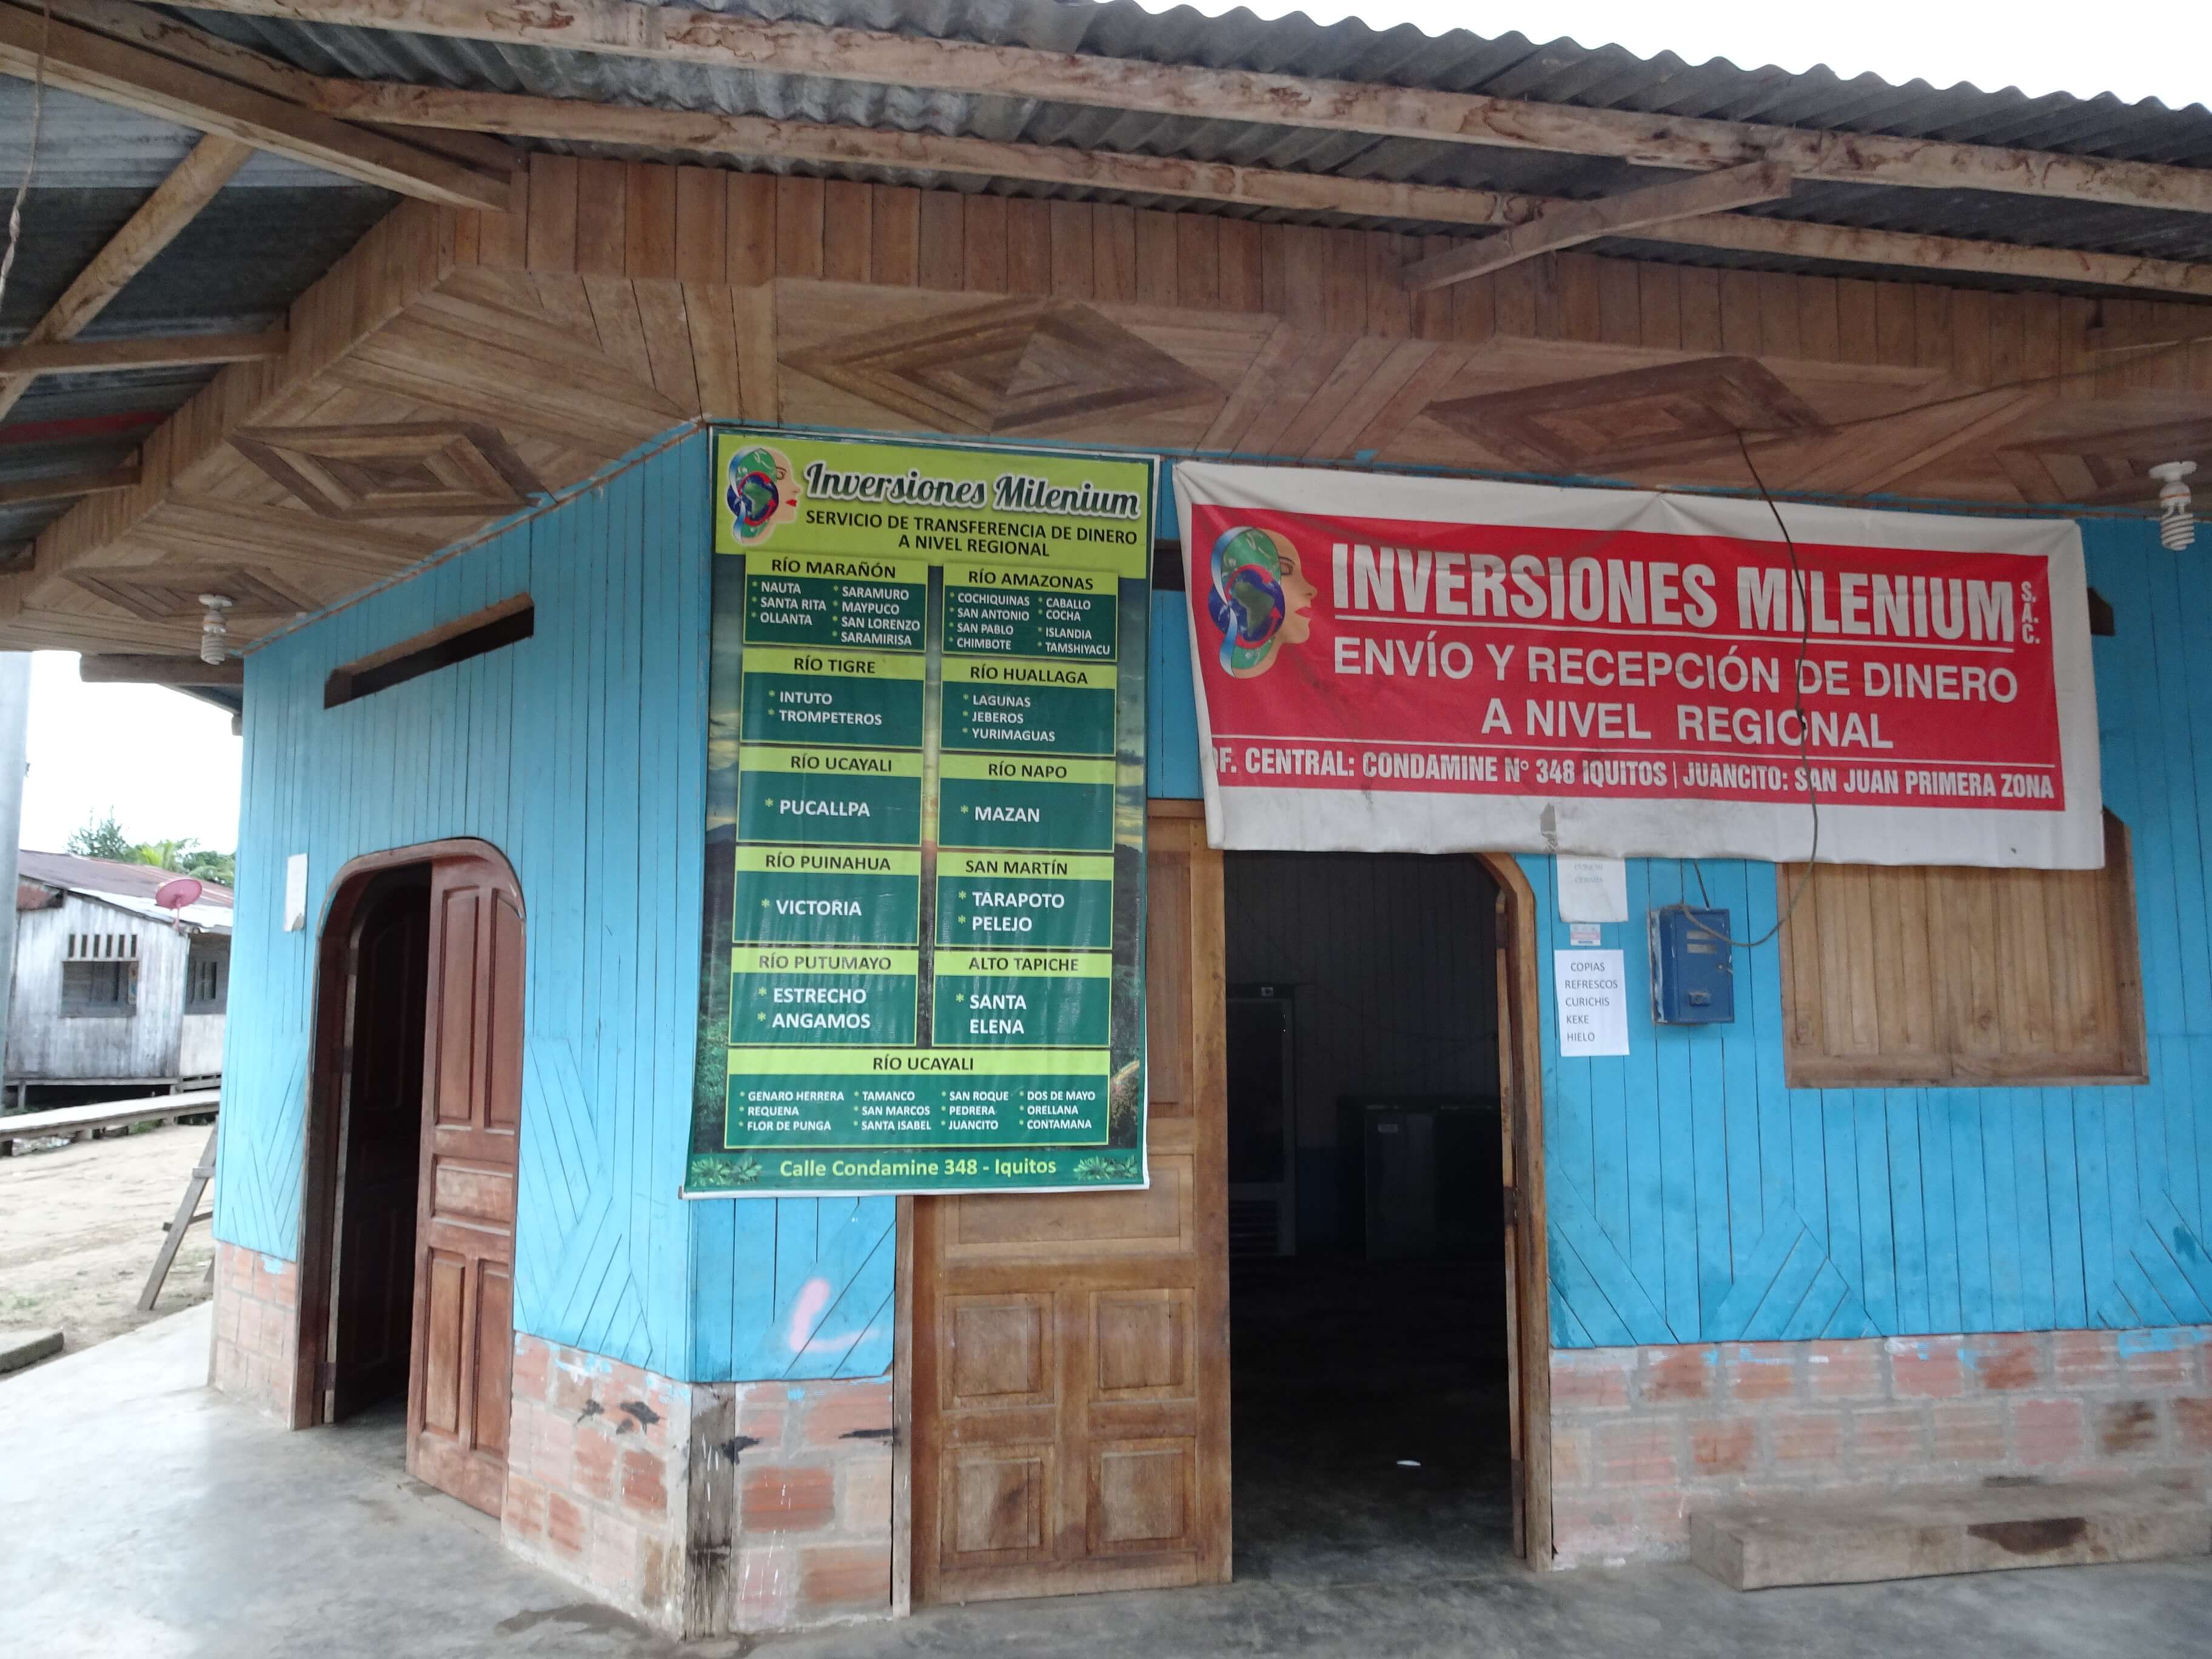 Inversiones Milenium
SERVICIO DE TRANSFERENCIA DE DINERO
A NIVEL REGIONAL
RÍO MARAÑÓN
* NAUTA
* SANTA RITA
* OLLANTA
* SARAMURO
* MAYPUCO
* SAN LORENZO
* SARAMIRISA
RÍO AMAZONAS
* COCHIQUINAS
* SAN ANTONIO
* SAN PABLO
* CHIMBOTE
* CABALLO
COCHA
* ISLANDIA
* TAMSHIYACU
RÍO TIGRE
* INTUTO
* TROMPETEROS
RÍO HUALLAGA
* LAGUNAS
* JEBEROS
* YURIMAGUAS
RÍO UCAYALI
* PUCALLPA
RÍO NAPO
* MAZAN
RÍO PUINAHUA
* VICTORIA
SAN MARTÍN
* TARAPOTO
* PELEJO
RÍO PUTUMAYO
* ESTRECHO
* ANGAMOS
ALTO TAPICHE
* SANTA
ELENA
RÍO UCAYALI
* GENARO HERRERA
* REQUENA
* FLOR DE PUNGA
* TAMANCO
* SAN MARCOS
* SANTA ISABEL
* SAN ROQUE
* PEDRERA
* JUANCITO
* DOS DE MAYO
* ORELLANA
* CONTAMANA
Calle Condamine 348 - Iquitos
INVERSIONES MILENIUM S.A.C.
ENVÍO Y RECEPCIÓN DE DINERO
A NIVEL REGIONAL
OF. CENTRAL: CONDAMINE N° 348 IQUITOS | JUANCITO: SAN JUAN PRIMERA ZONA
COPIAS
REFRESCOS
CURICHIS
KEKE
HIELO